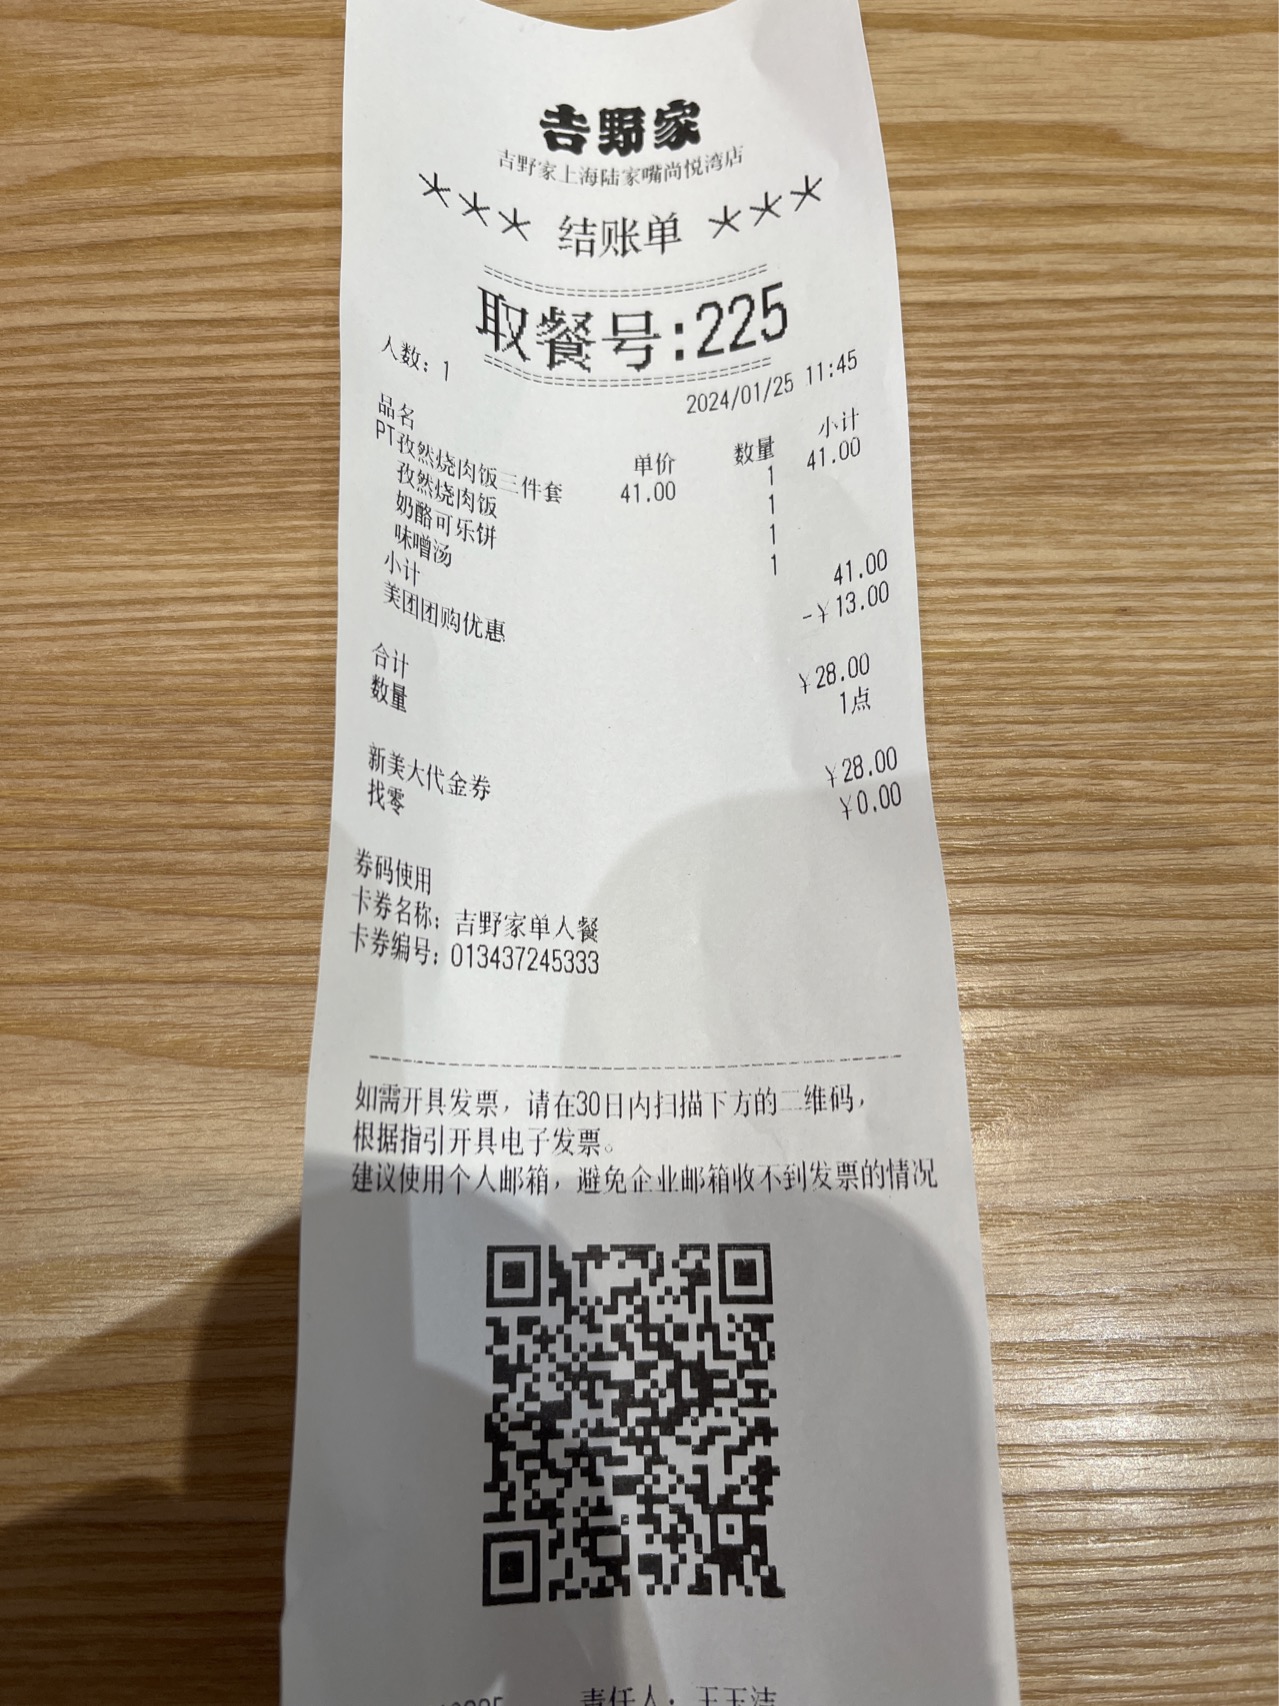 吉野家
吉野家上海陆家嘴尚悦湾店
*** 结账单 ***
取餐号:225
人数: 1
2024/01/25 11:45
品名 单价 数量 小计
PT孜然烧肉饭三件套 41.00 1 41.00
孜然烧肉饭 1
奶酪可乐饼 1
味噌汤 1
小计 41.00
美团团购优惠 -¥13.00
合计 ¥28.00
数量 1点
新美大代金券 ¥28.00
找零 ¥0.00
券码使用
卡券名称: 吉野家单人餐
卡券编号: 013437245333
如需开具发票, 请在30日内扫描下方的二维码,
根据指引开具电子发票。
建议使用个人邮箱, 避免企业邮箱收不到发票的情况
责任人: 王玉洁